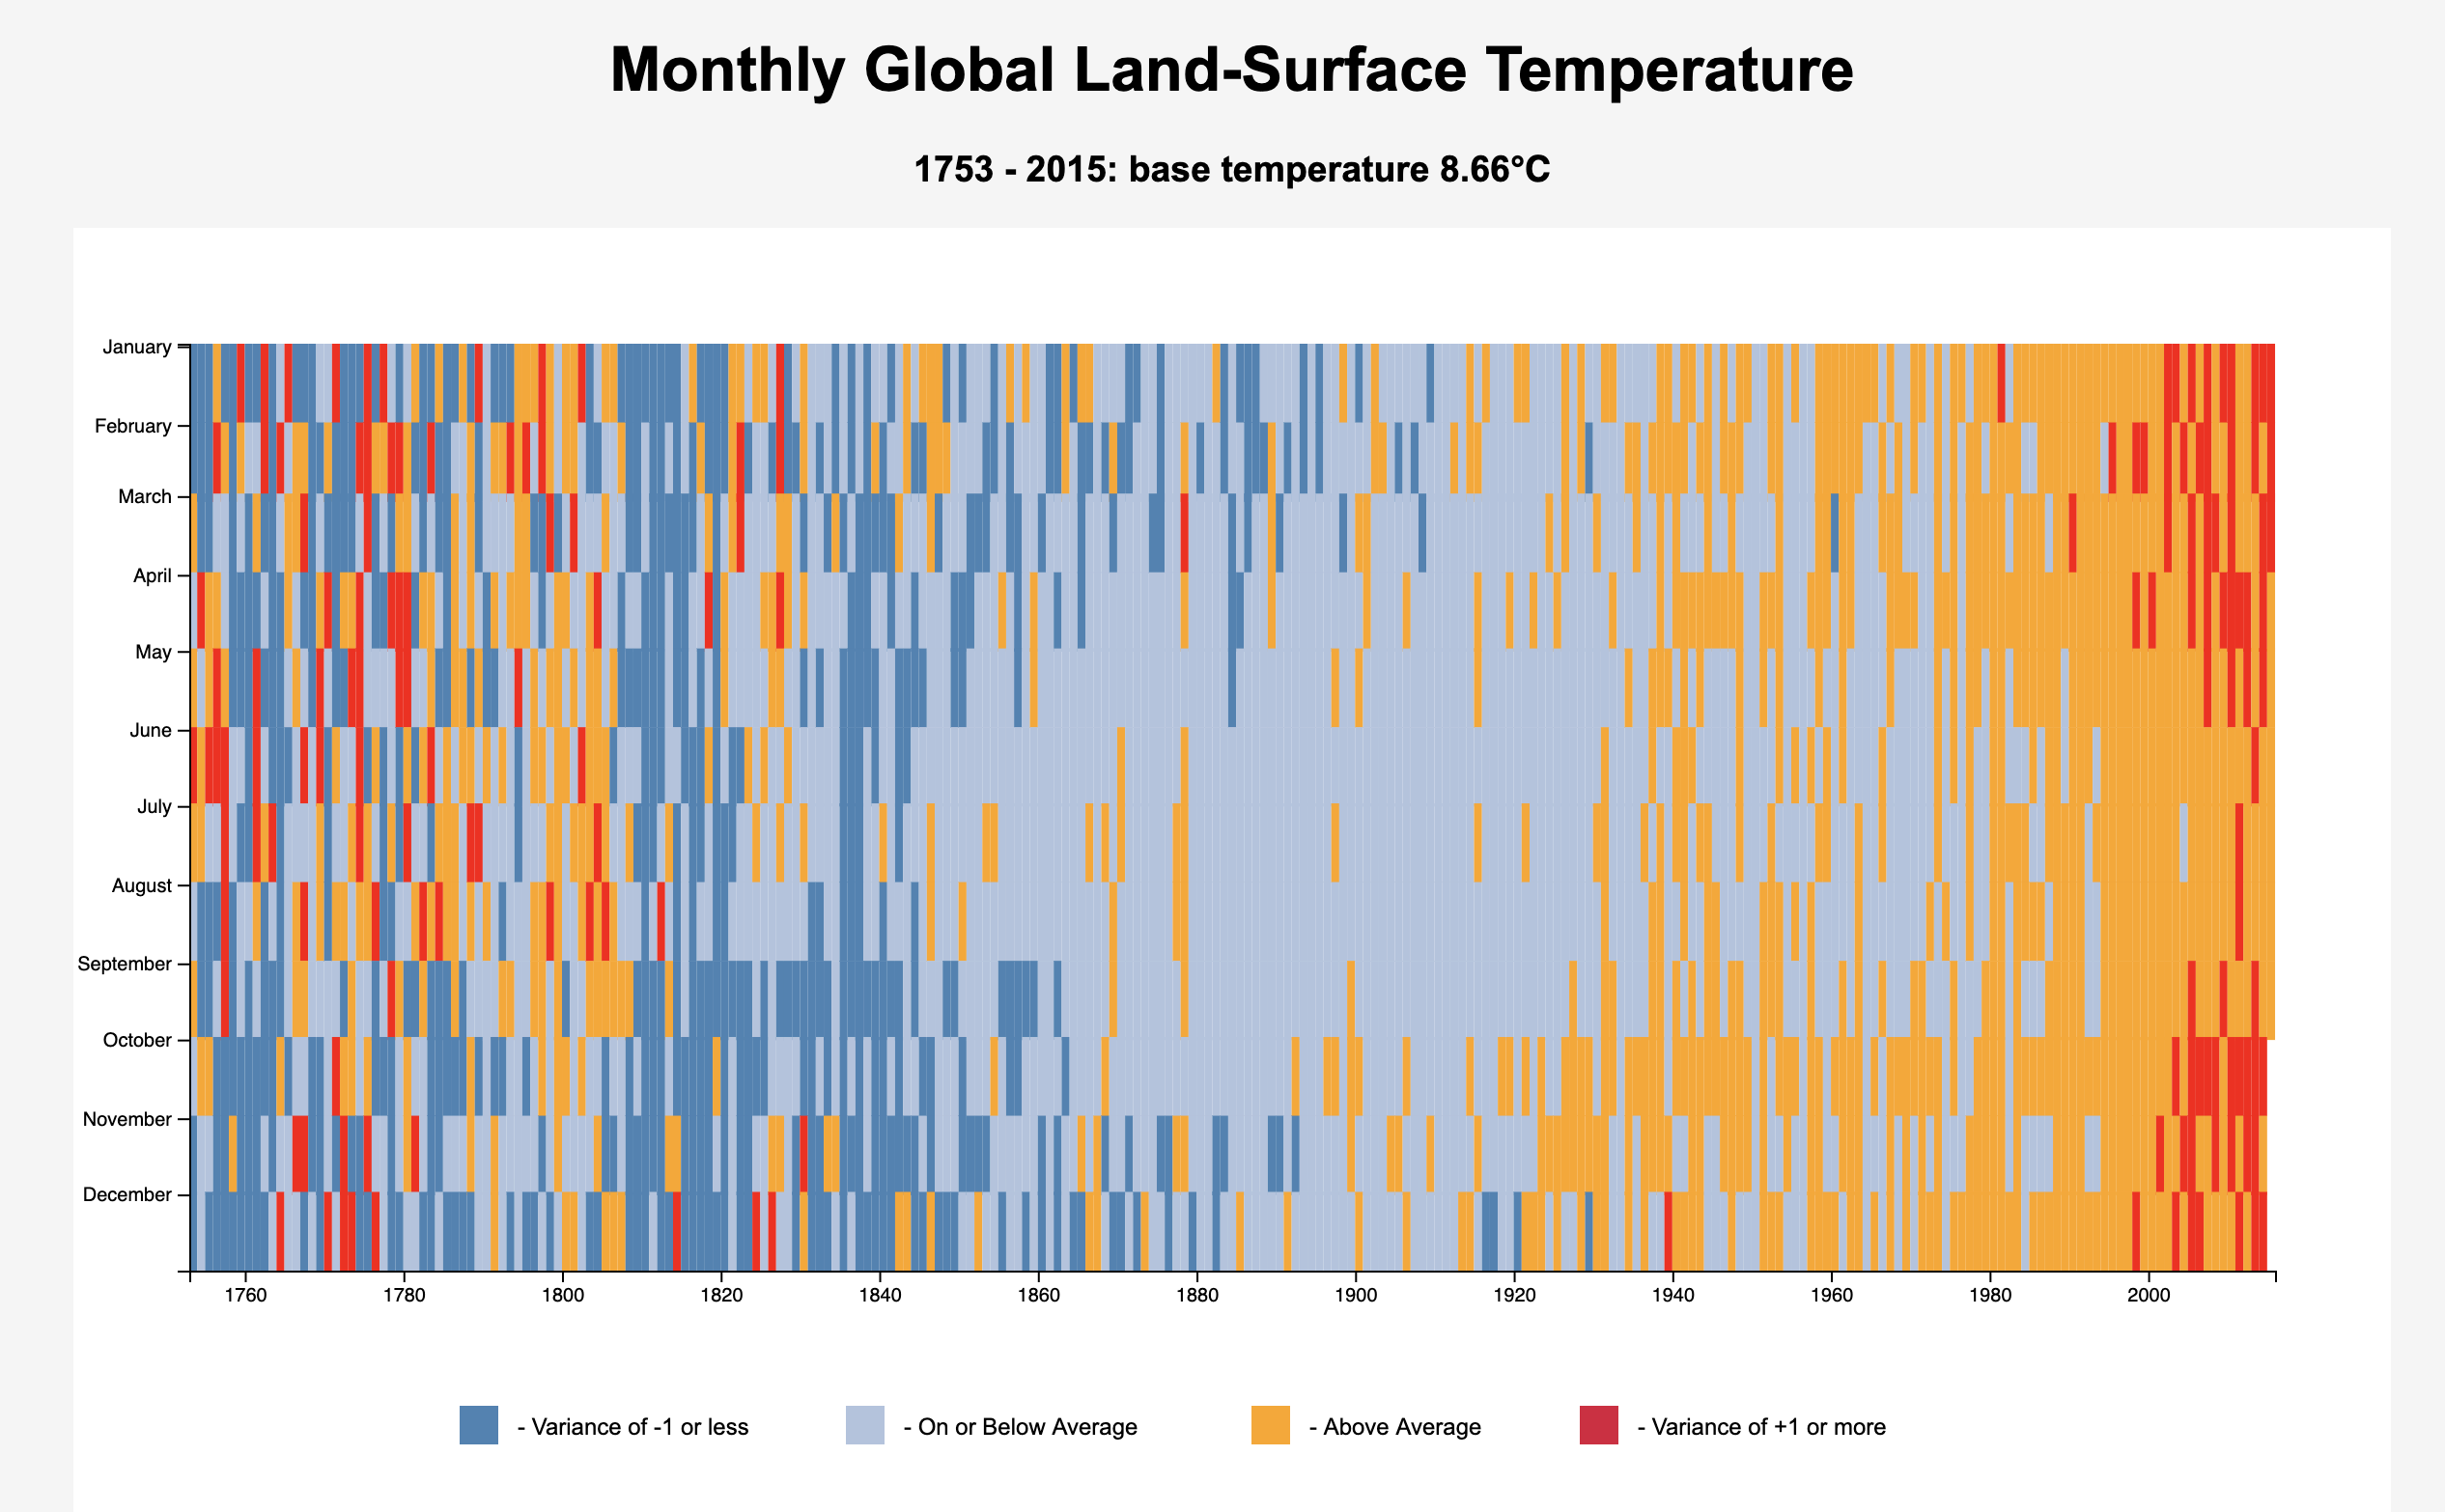 Monthly Global Land-Surface Temperature
1753 - 2015: base temperature 8.66°C
January
February
March
April
May
June
July
August
September
October
November
December
1760 1780 1800 1820 1840 1860 1880 1900 1920 1940 1960 1980 2000
- Variance of -1 or less - On or Below Average - Above Average - Variance of +1 or more